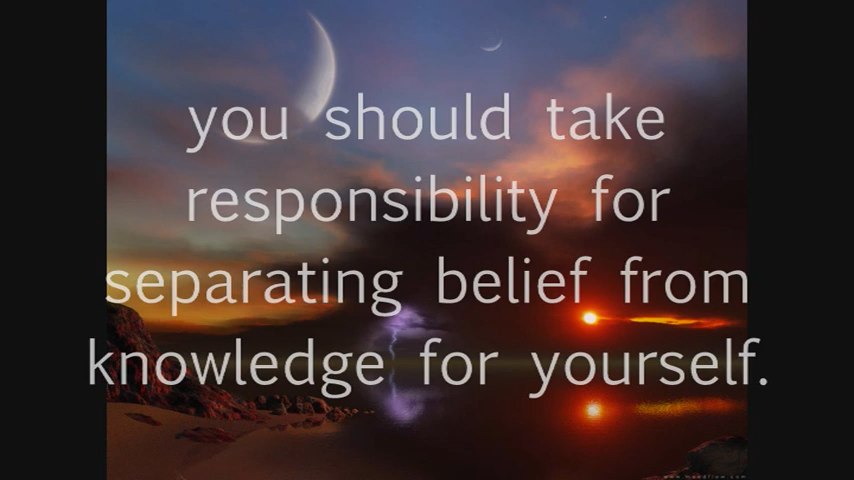 you should take
responsibility for
separating belief from
knowledge for yourself.